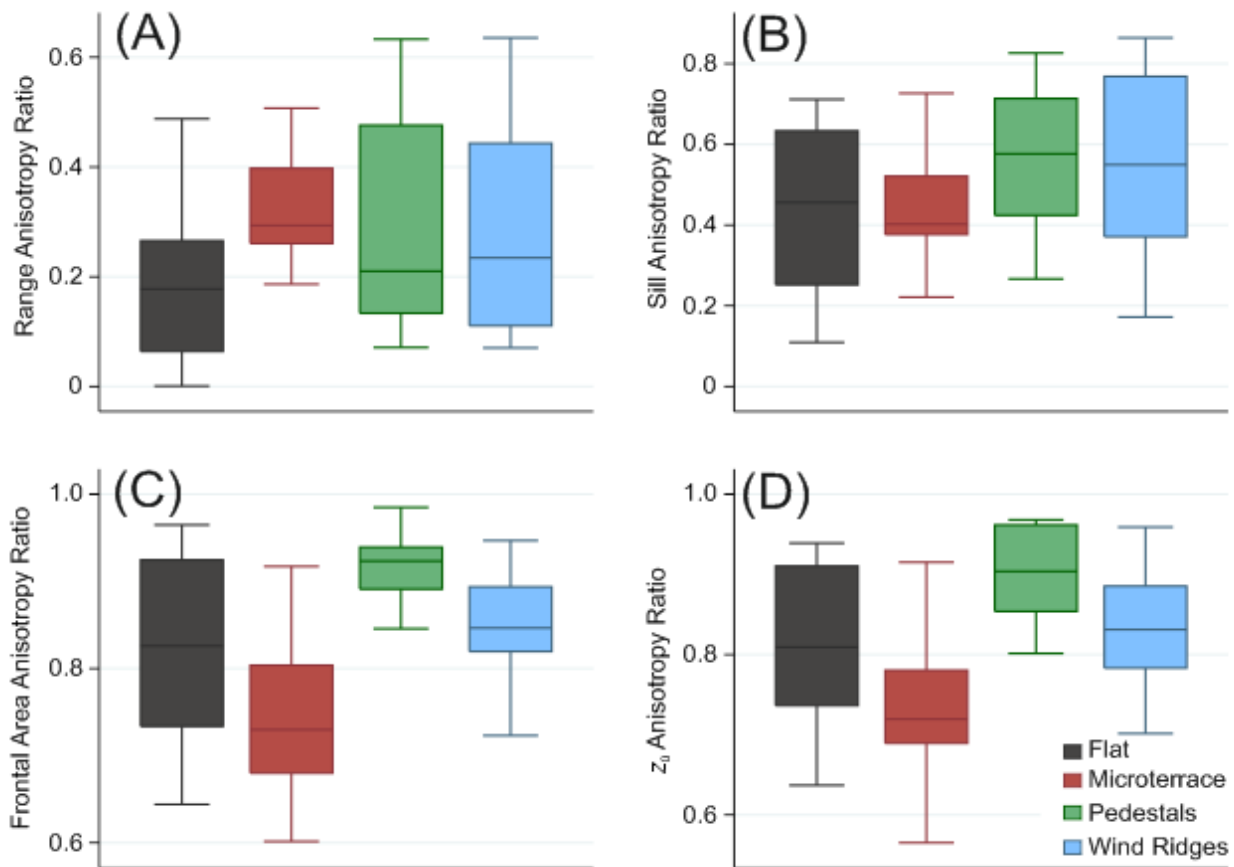 (A)
Range Anisotropy Ratio
0.6
0.4
0.2
0
(B)
Sill Anisotropy Ratio
0.8
0.6
0.4
0.2
0
(C)
Frontal Area Anisotropy Ratio
1.0
0.8
0.6
(D)
z₀ Anisotropy Ratio
1.0
0.8
0.6
Flat
Microterrace
Pedestals
Wind Ridges